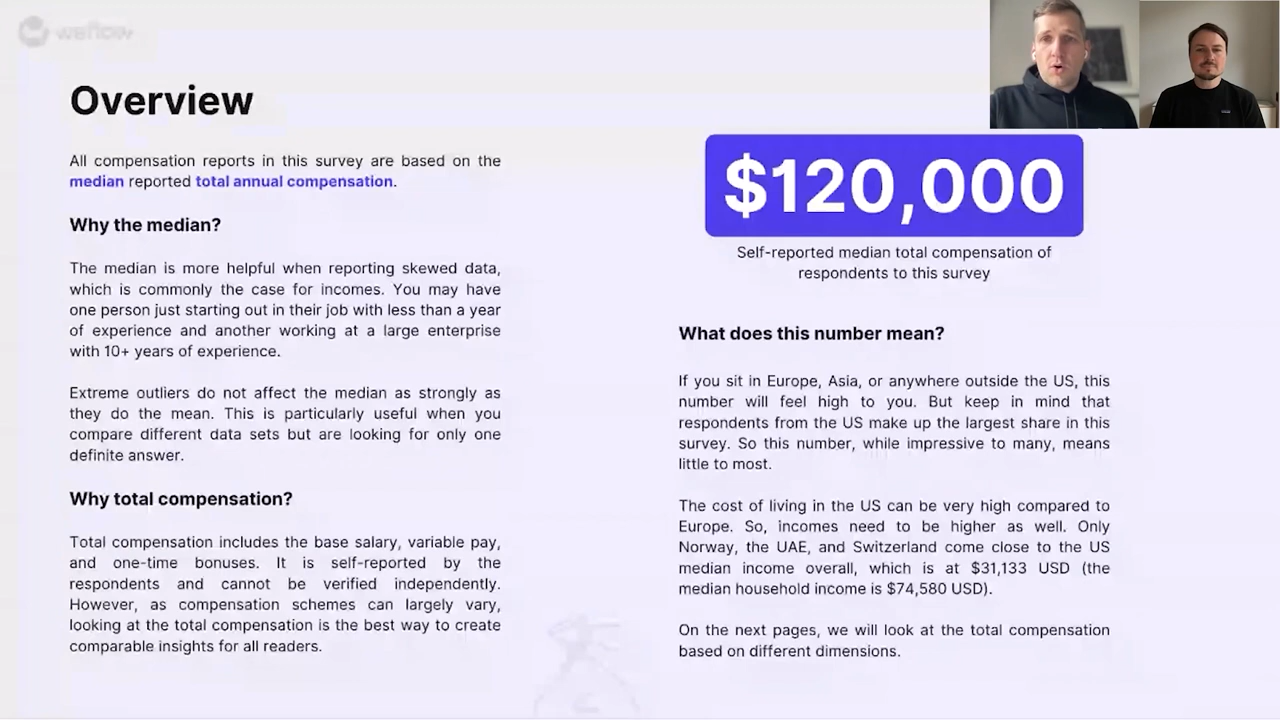 weflow
Overview
All compensation reports in this survey are based on the
median reported total annual compensation.
Why the median?
The median is more helpful when reporting skewed data,
which is commonly the case for incomes. You may have
one person just starting out in their job with less than a year
of experience and another working at a large enterprise
with 10+ years of experience.
Extreme outliers do not affect the median as strongly as
they do the mean. This is particularly useful when you
compare different data sets but are looking for only one
definite answer.
Why total compensation?
Total compensation includes the base salary, variable pay,
and one-time bonuses. It is self-reported by the
respondents and cannot be verified independently.
However, as compensation schemes can largely vary,
looking at the total compensation is the best way to create
comparable insights for all readers.
$120,000
Self-reported median total compensation of
respondents to this survey
What does this number mean?
If you sit in Europe, Asia, or anywhere outside the US, this
number will feel high to you. But keep in mind that
respondents from the US make up the largest share in this
survey. So this number, while impressive to many, means
little to most.
The cost of living in the US can be very high compared to
Europe. So, incomes need to be higher as well. Only
Norway, the UAE, and Switzerland come close to the US
median income overall, which is at $31,133 USD (the
median household income is $74,580 USD).
On the next pages, we will look at the total compensation
based on different dimensions.